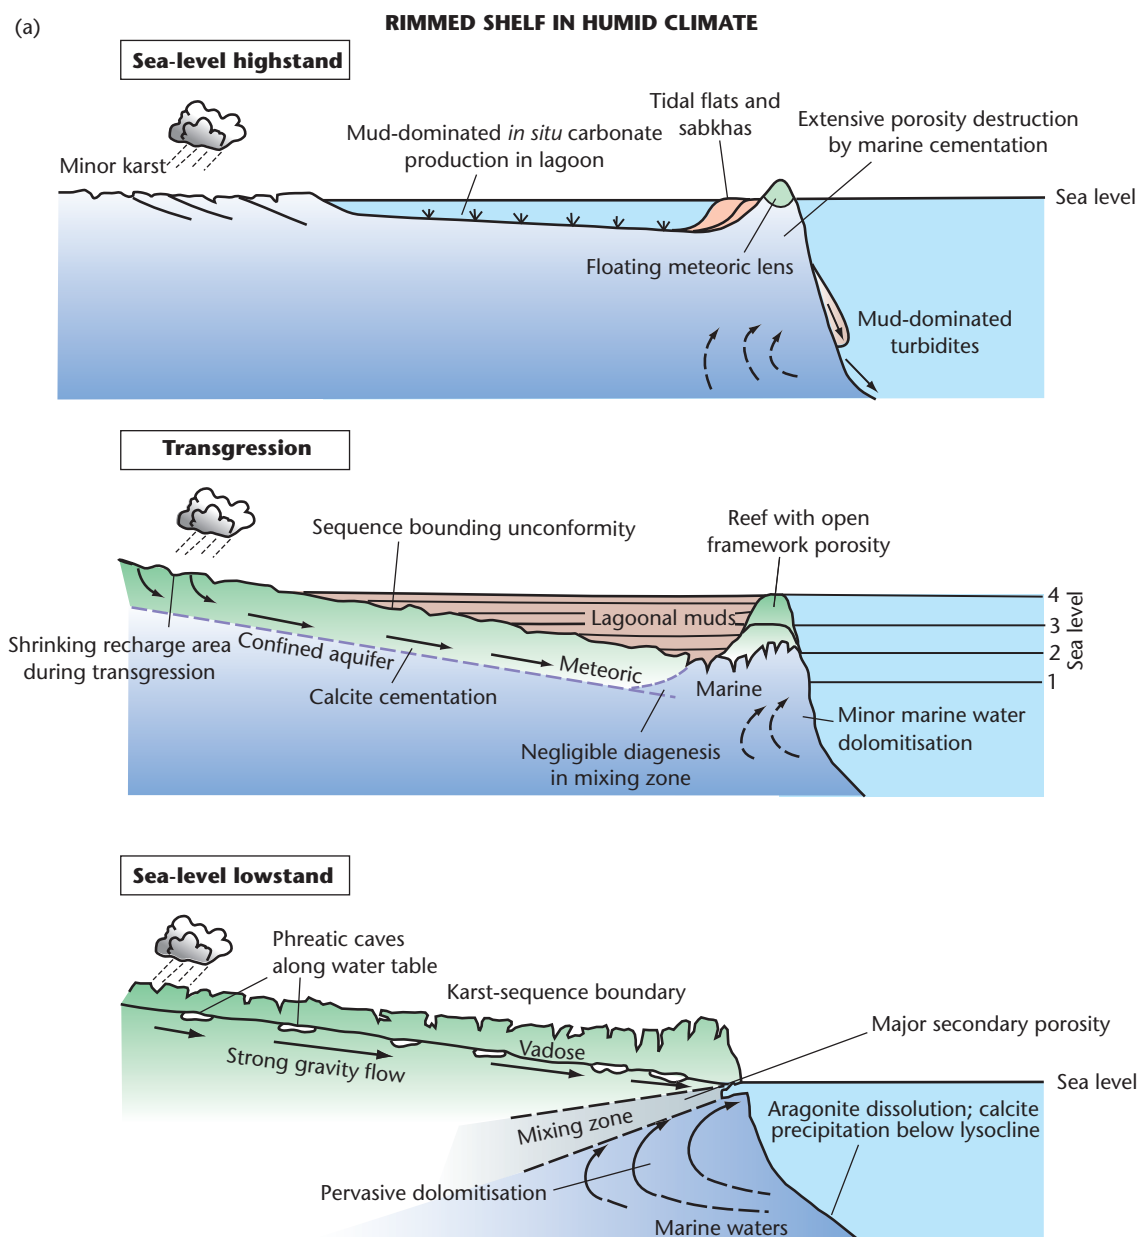 (a)
RIMMED SHELF IN HUMID CLIMATE
Sea-level highstand
Minor karst
Mud-dominated in situ carbonate
production in lagoon
Tidal flats and
sabkhas
Extensive porosity destruction
by marine cementation
Sea level
Floating meteoric lens
Mud-dominated
turbidites
Transgression
Sequence bounding unconformity
Reef with open
framework porosity
Lagoonal muds
4
3
2
1
Sea level
Shrinking recharge area
during transgression
Confined aquifer
Calcite cementation
Meteoric
Marine
Negligible diagenesis
in mixing zone
Minor marine water
dolomitisation
Sea-level lowstand
Phreatic caves
along water table
Karst-sequence boundary
Major secondary porosity
Vadose
Strong gravity flow
Sea level
Mixing zone
Aragonite dissolution; calcite
precipitation below lysocline
Pervasive dolomitisation
Marine waters